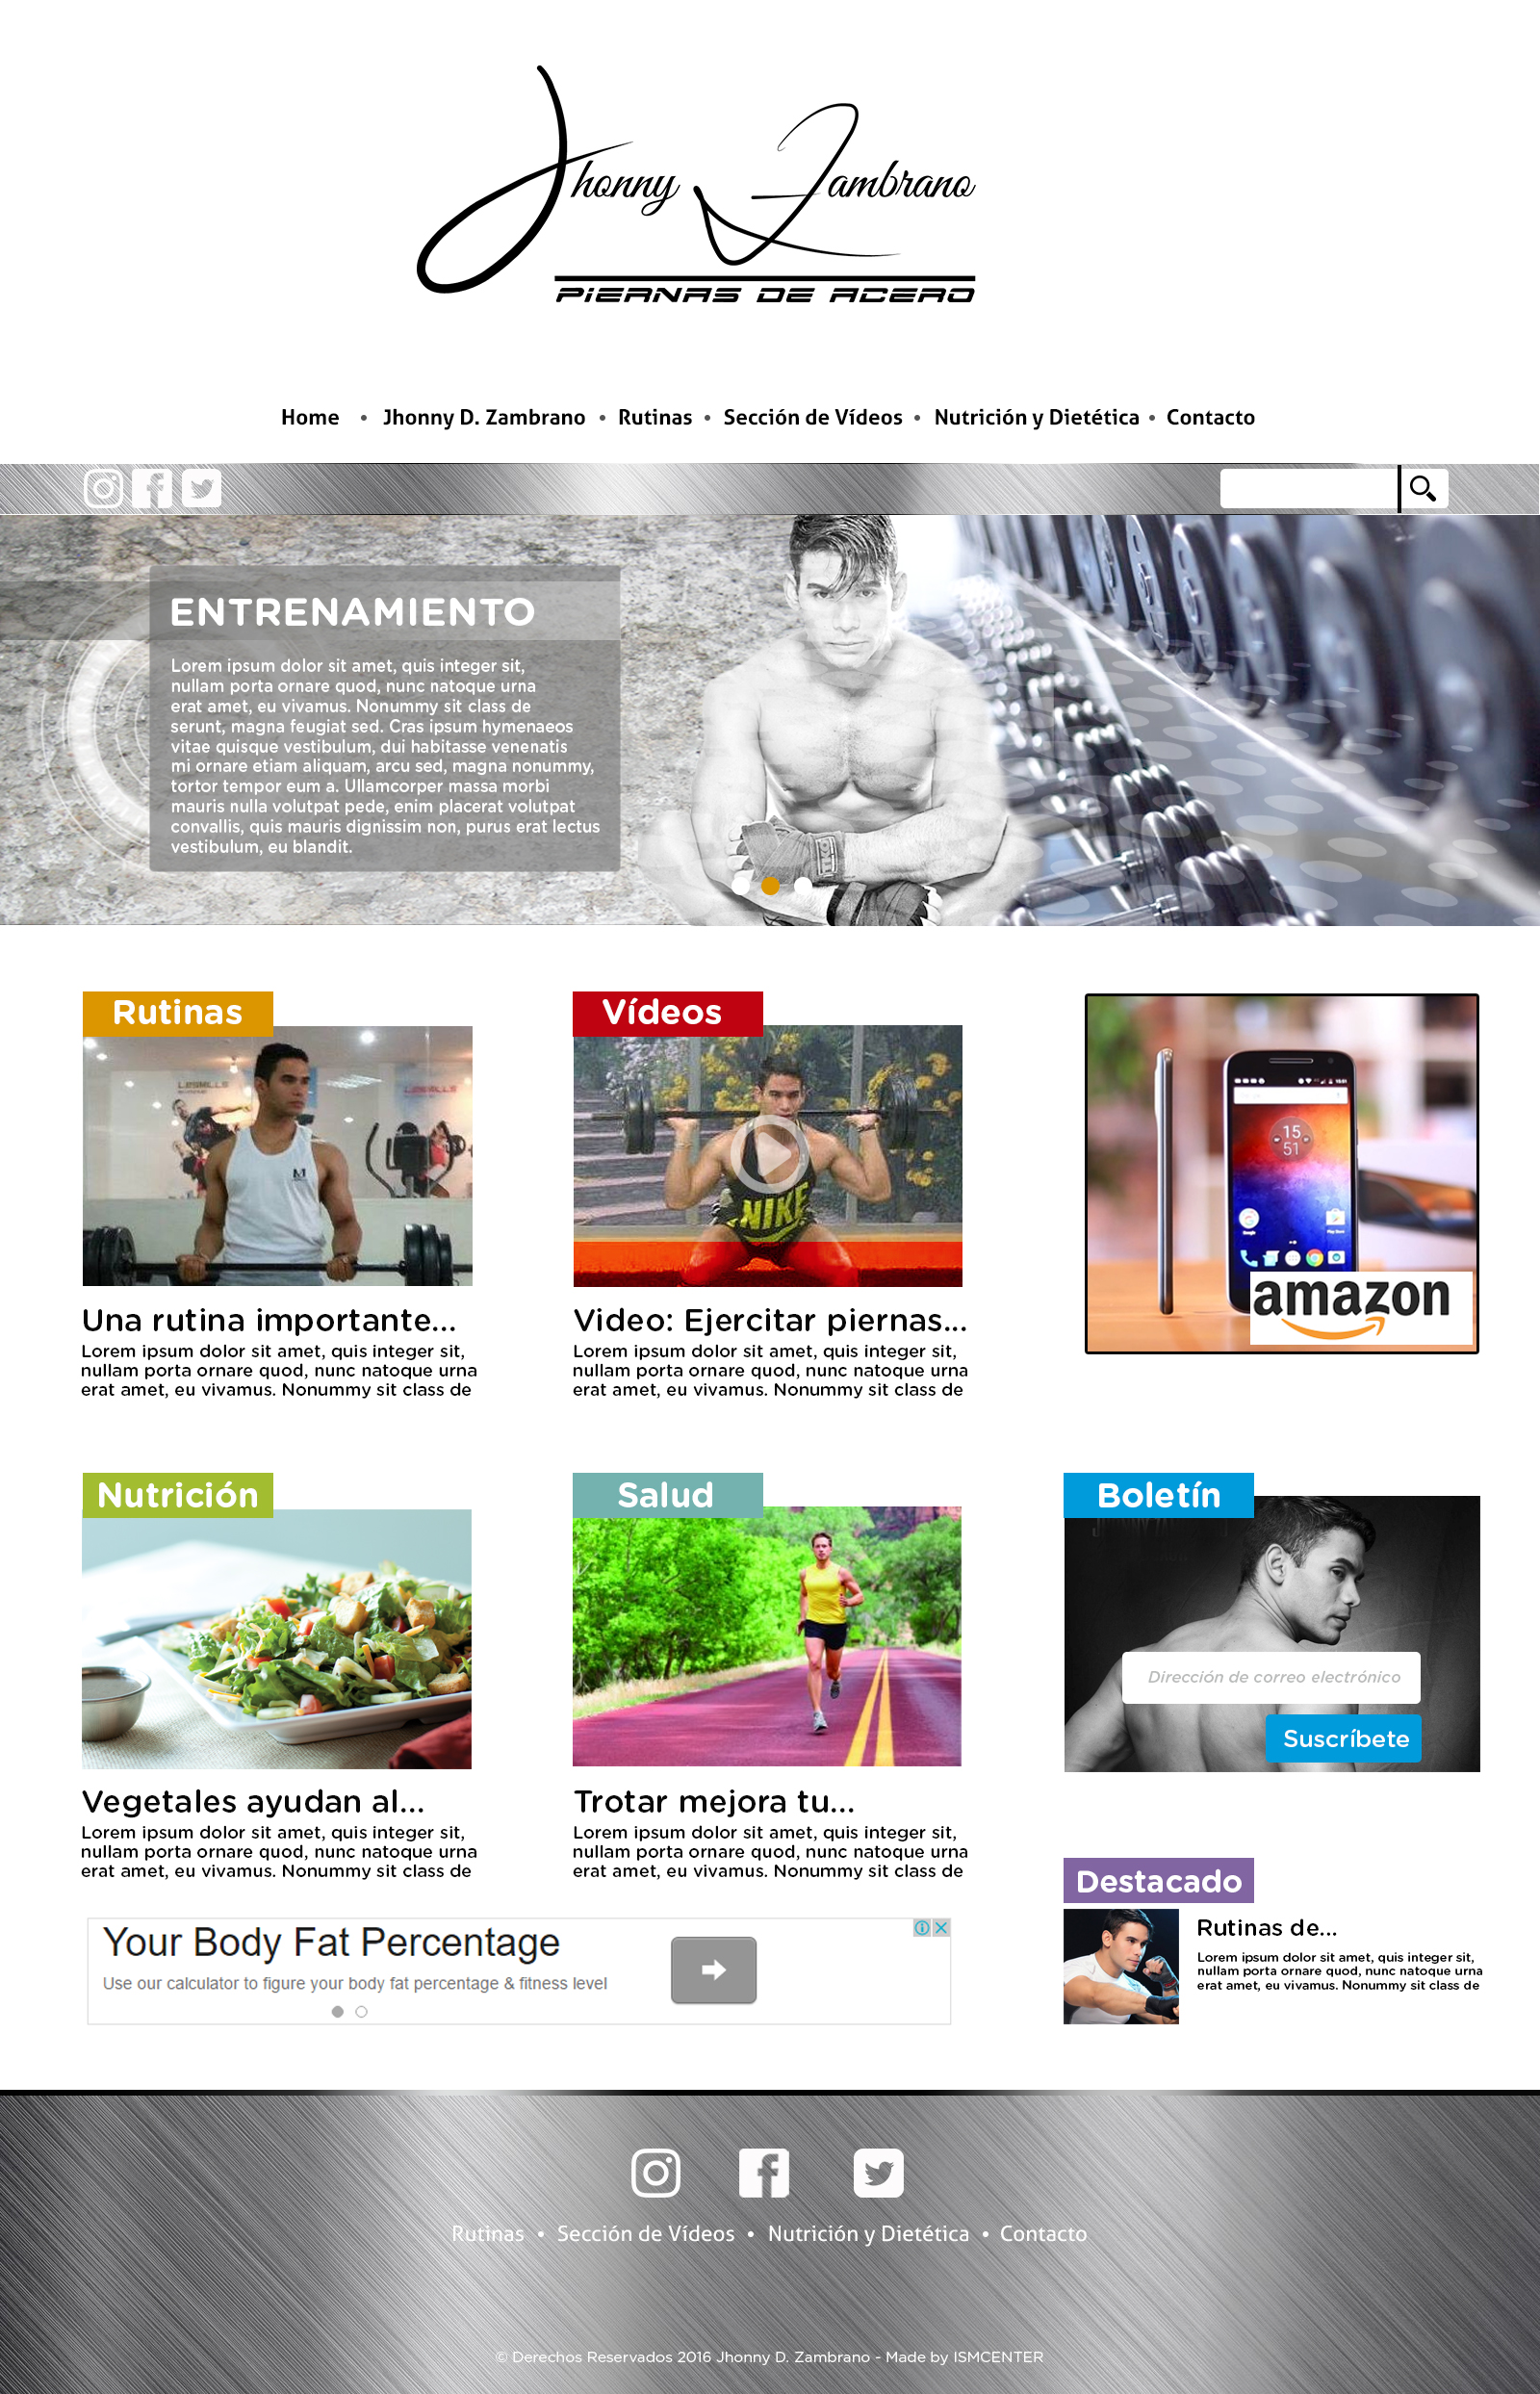 Jhonny Zambrano
PIERNAS DE ACERO
Home • Jhonny D. Zambrano • Rutinas • Sección de Vídeos • Nutrición y Dietética • Contacto
ENTRENAMIENTO
Lorem ipsum dolor sit amet, quis integer sit,
nullam porta ornare quod, nunc natoque urna
erat amet, eu vivamus. Nonummy sit class de
serunt, magna feugiat sed. Cras ipsum hymenaeos
vitae quisque vestibulum, dui habitasse venenatis
mi ornare etiam aliquam, arcu sed, magna nonummy,
tortor tempor eum a. Ullamcorper massa morbi
mauris nulla volutpat pede, enim placerat volutpat
convallis, quis mauris dignissim non, purus erat lectus
vestibulum, eu blandit.
Rutinas
LESMILLS
Una rutina importante...
Lorem ipsum dolor sit amet, quis integer sit,
nullam porta ornare quod, nunc natoque urna
erat amet, eu vivamus. Nonummy sit class de
Vídeos
NIKE
Video: Ejercitar piernas...
Lorem ipsum dolor sit amet, quis integer sit,
nullam porta ornare quod, nunc natoque urna
erat amet, eu vivamus. Nonummy sit class de
15
51
amazon
Nutrición
Vegetales ayudan al...
Lorem ipsum dolor sit amet, quis integer sit,
nullam porta ornare quod, nunc natoque urna
erat amet, eu vivamus. Nonummy sit class de
Salud
Trotar mejora tu...
Lorem ipsum dolor sit amet, quis integer sit,
nullam porta ornare quod, nunc natoque urna
erat amet, eu vivamus. Nonummy sit class de
Boletín
Dirección de correo electrónico
Suscríbete
Destacado
Rutinas de...
Lorem ipsum dolor sit amet, quis integer sit,
nullam porta ornare quod, nunc natoque urna
erat amet, eu vivamus. Nonummy sit class de
Your Body Fat Percentage
Use our calculator to figure your body fat percentage & fitness level
Rutinas • Sección de Vídeos • Nutrición y Dietética • Contacto
© Derechos Reservados 2016 Jhonny D. Zambrano - Made by ISMCENTER